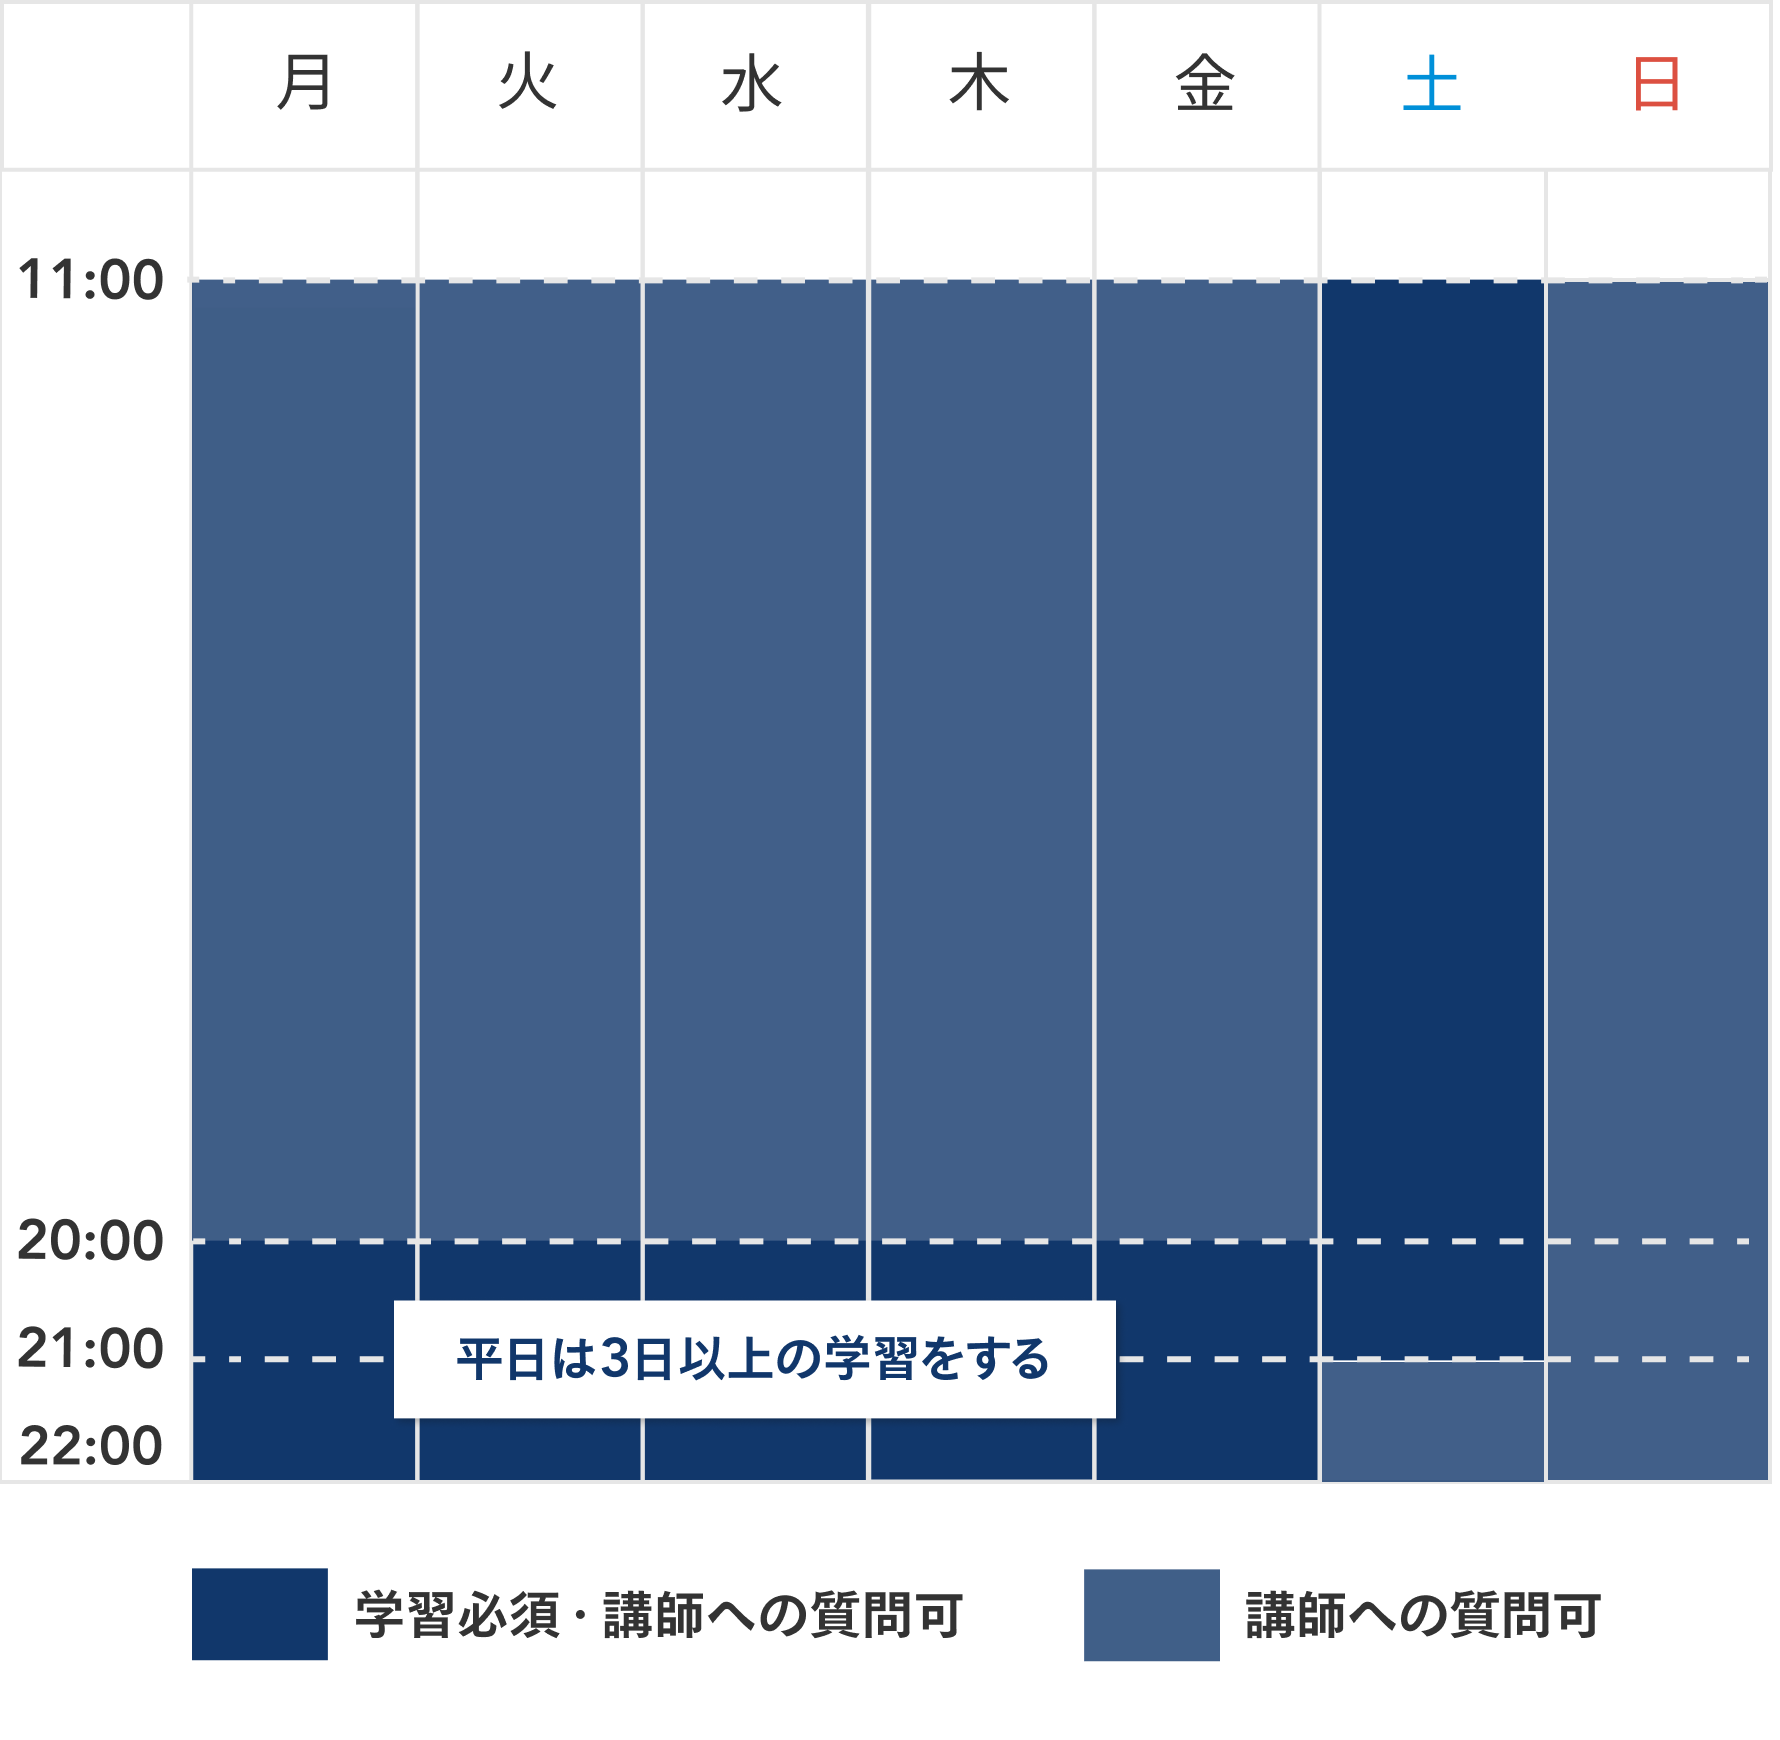 月 火 水 木 金 土 日
11:00
20:00
21:00
平日は3日以上の学習をする
22:00
学習必須・講師への質問可
講師への質問可